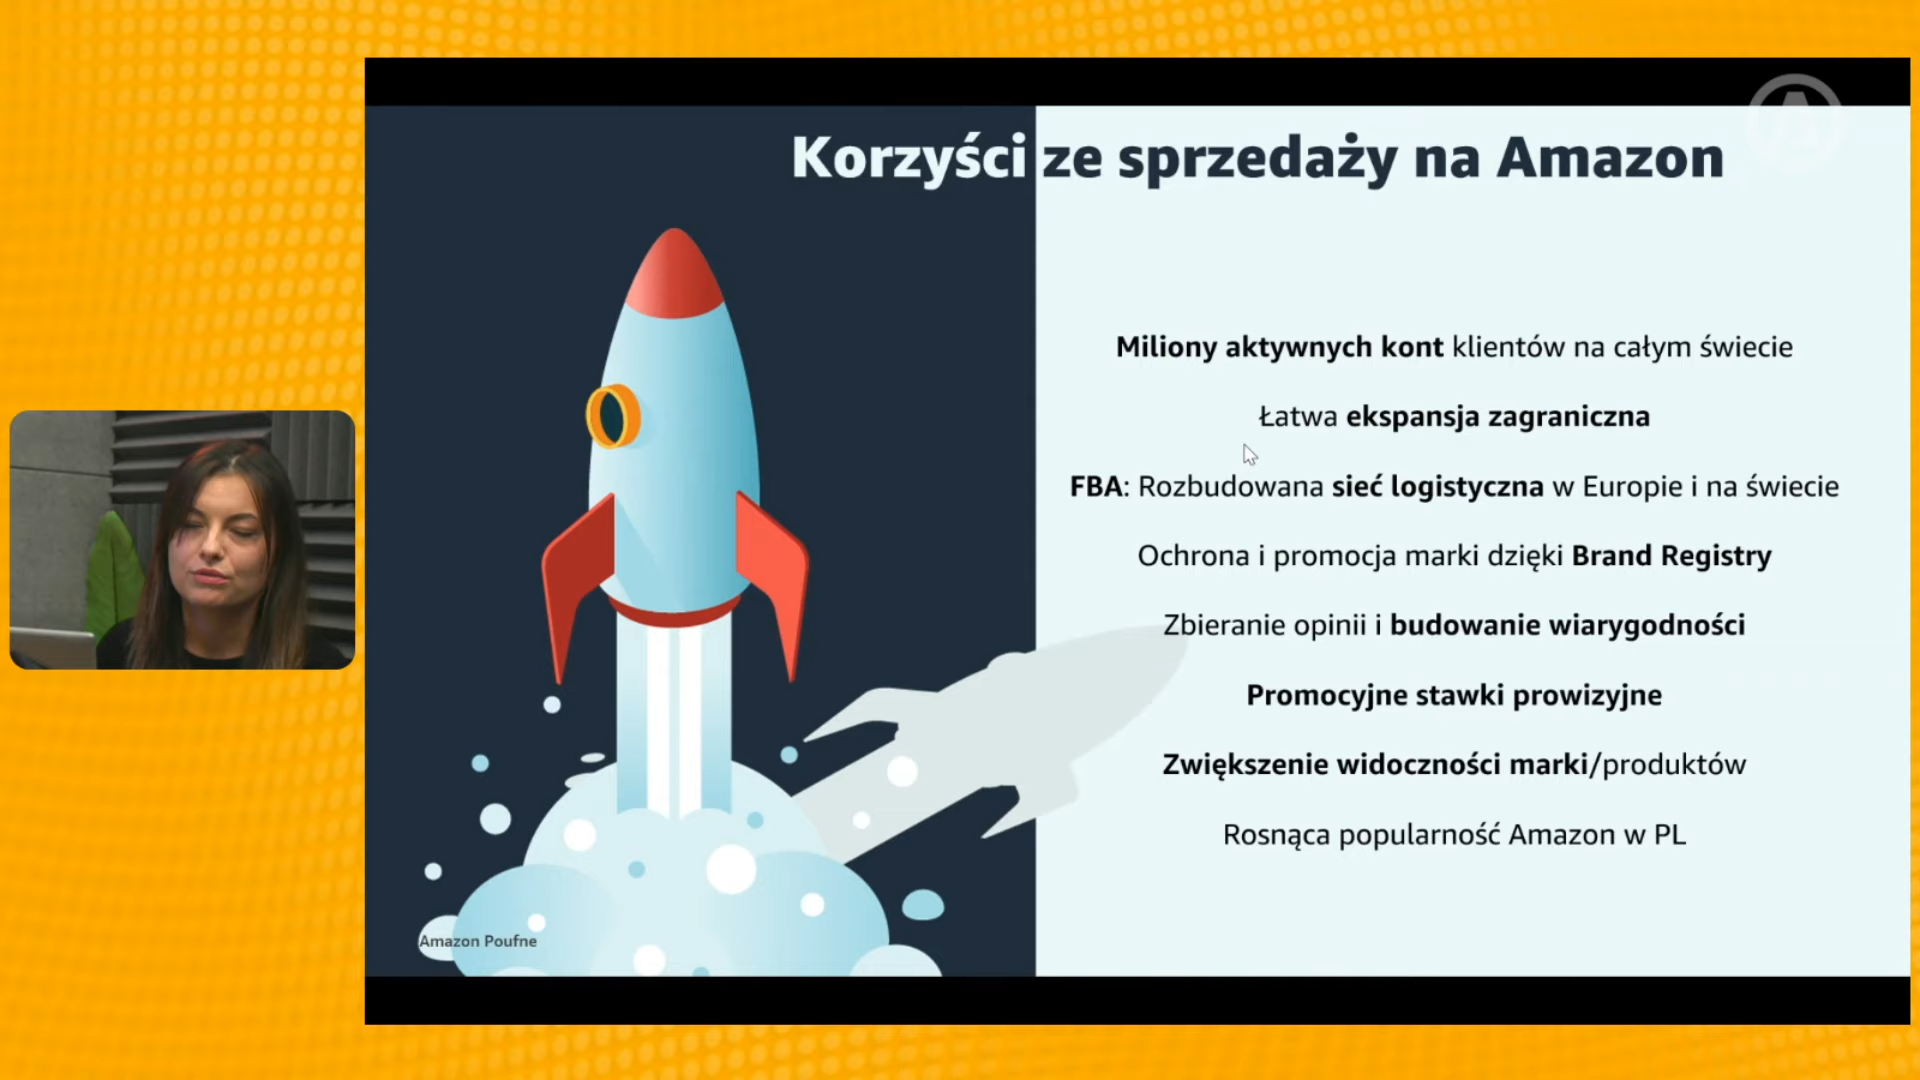 Korzyści ze sprzedaży na Amazon
Miliony aktywnych kont klientów na całym świecie
Łatwa ekspansja zagraniczna
FBA: Rozbudowana sieć logistyczna w Europie i na świecie
Ochrona i promocja marki dzięki Brand Registry
Zbieranie opinii i budowanie wiarygodności
Promocyjne stawki prowizyjne
Zwiększenie widoczności marki/produktów
Rosnąca popularność Amazon w PL
Amazon Poufne